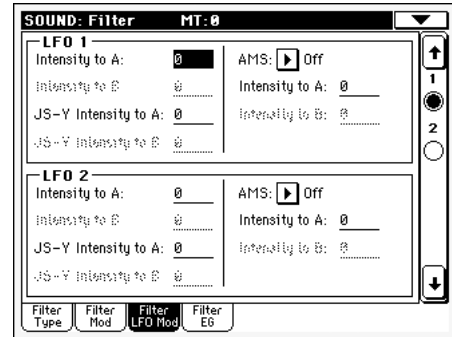 SOUND: Filter MT:0
LFO 1
Intensity to A: 0 AMS: Off
Intensity to B 0 Intensity to A: 0
JS-Y Intensity to A: 0 Intensity to B: 0
JS-Y Intensity to B 0
1
2
LFO 2
Intensity to A: 0 AMS: Off
Intensity to B 0 Intensity to A: 0
JS-Y Intensity to A: 0 Intensity to B: 0
JS-Y Intensity to B 0
Filter Type Filter Mod Filter LFO Mod Filter EG